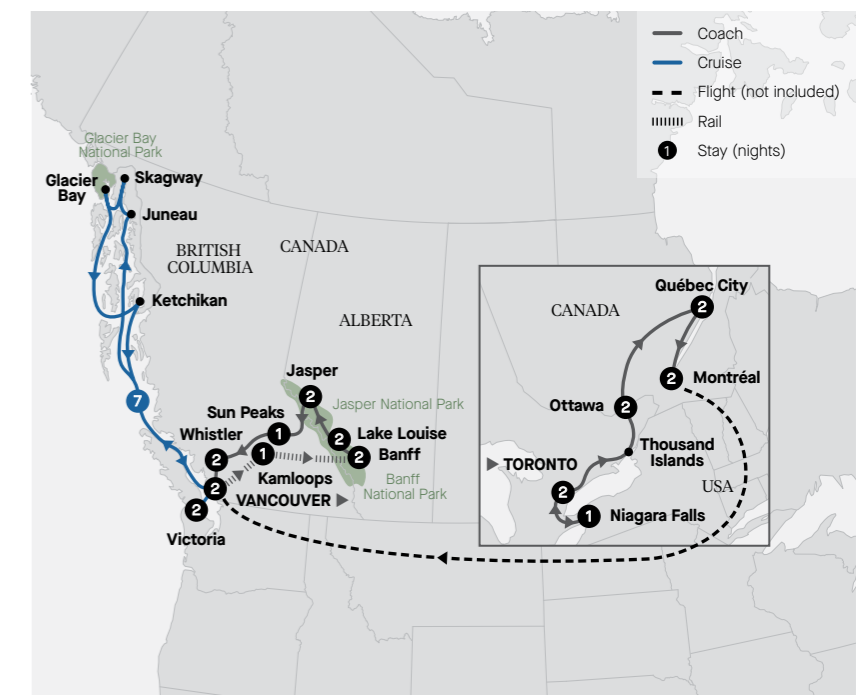 Coach
Cruise
Flight (not included)
Rail
1 Stay (nights)
Glacier Bay
National Park
Glacier
Bay
Skagway
Juneau
BRITISH
COLUMBIA
CANADA
Ketchikan
ALBERTA
7
Jasper
2
Jasper National Park
Sun Peaks
1
Whistler
2
Lake Louise
2
Banff
2
1
Kamloops
Banff
National Park
VANCOUVER
2
2
Victoria
CANADA
Québec City
2
2 Montréal
Ottawa 2
Thousand
Islands
TORONTO
2
USA
1 Niagara Falls